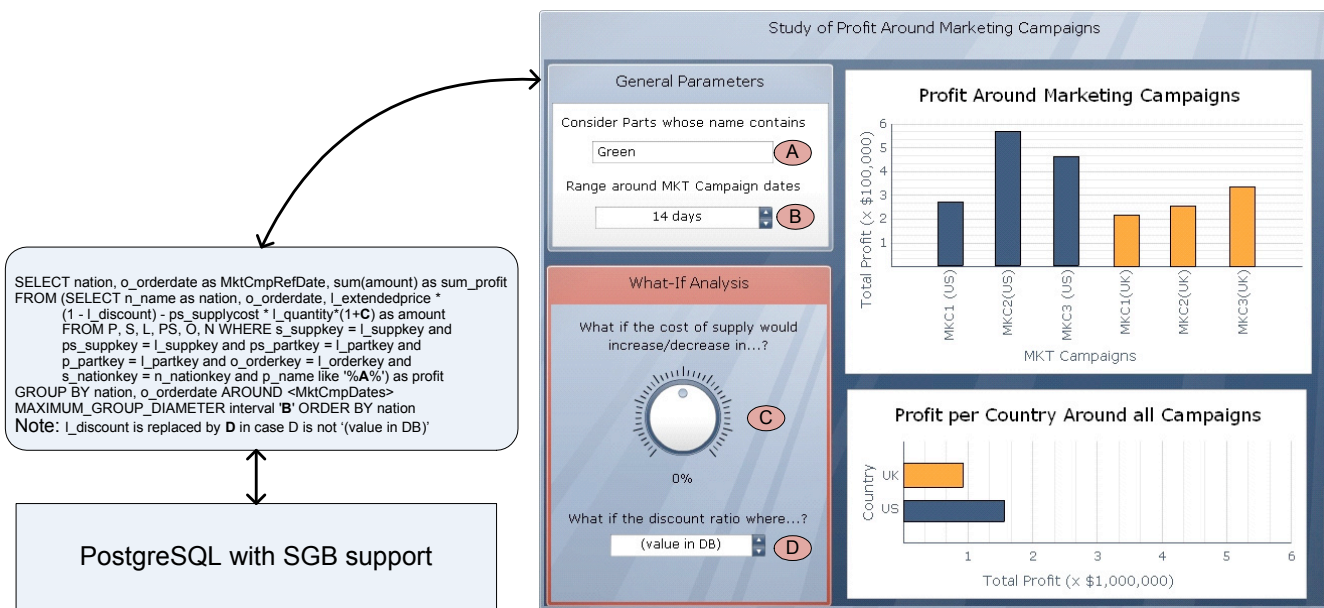 Study of Profit Around Marketing Campaigns
General Parameters
Consider Parts whose name contains
Green
A
Range around MKT Campaign dates
14 days
B
What-If Analysis
What if the cost of supply would
increase/decrease in...?
C
0%
What if the discount ratio where...?
(value in DB)
D
Profit Around Marketing Campaigns
Total Profit (x $100,000)
6
5
4
3
2
1
MKC1 (US)
MKC2(US)
MKC3 (US)
MKC1(UK)
MKC2(UK)
MKC3(UK)
MKT Campaigns
Profit per Country Around all Campaigns
Country
UK
US
1
2
3
4
5
6
Total Profit (x $1,000,000)
SELECT nation, o_orderdate as MktCmpRefDate, sum(amount) as sum_profit
FROM (SELECT n_name as nation, o_orderdate, l_extendedprice *
(1 - l_discount) - ps_supplycost * l_quantity*(1+C) as amount
FROM P, S, L, PS, O, N WHERE s_suppkey = l_suppkey and
ps_suppkey = l_suppkey and ps_partkey = l_partkey and
p_partkey = l_partkey and o_orderkey = l_orderkey and
s_nationkey = n_nationkey and p_name like '%A%') as profit
GROUP BY nation, o_orderdate AROUND <MktCmpDates>
MAXIMUM_GROUP_DIAMETER interval 'B' ORDER BY nation
Note: l_discount is replaced by D in case D is not ‘(value in DB)’
PostgreSQL with SGB support